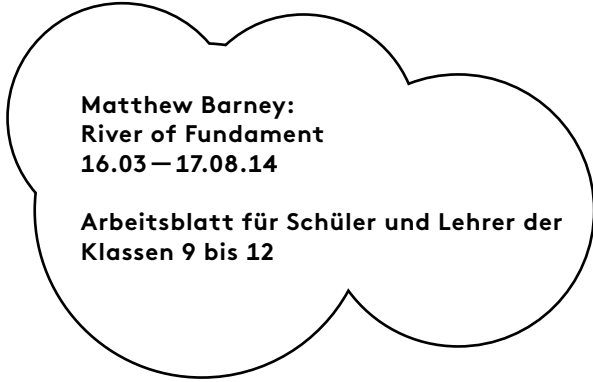 Matthew Barney:
River of Fundament
16.03 — 17.08.14
Arbeitsblatt für Schüler und Lehrer der
Klassen 9 bis 12